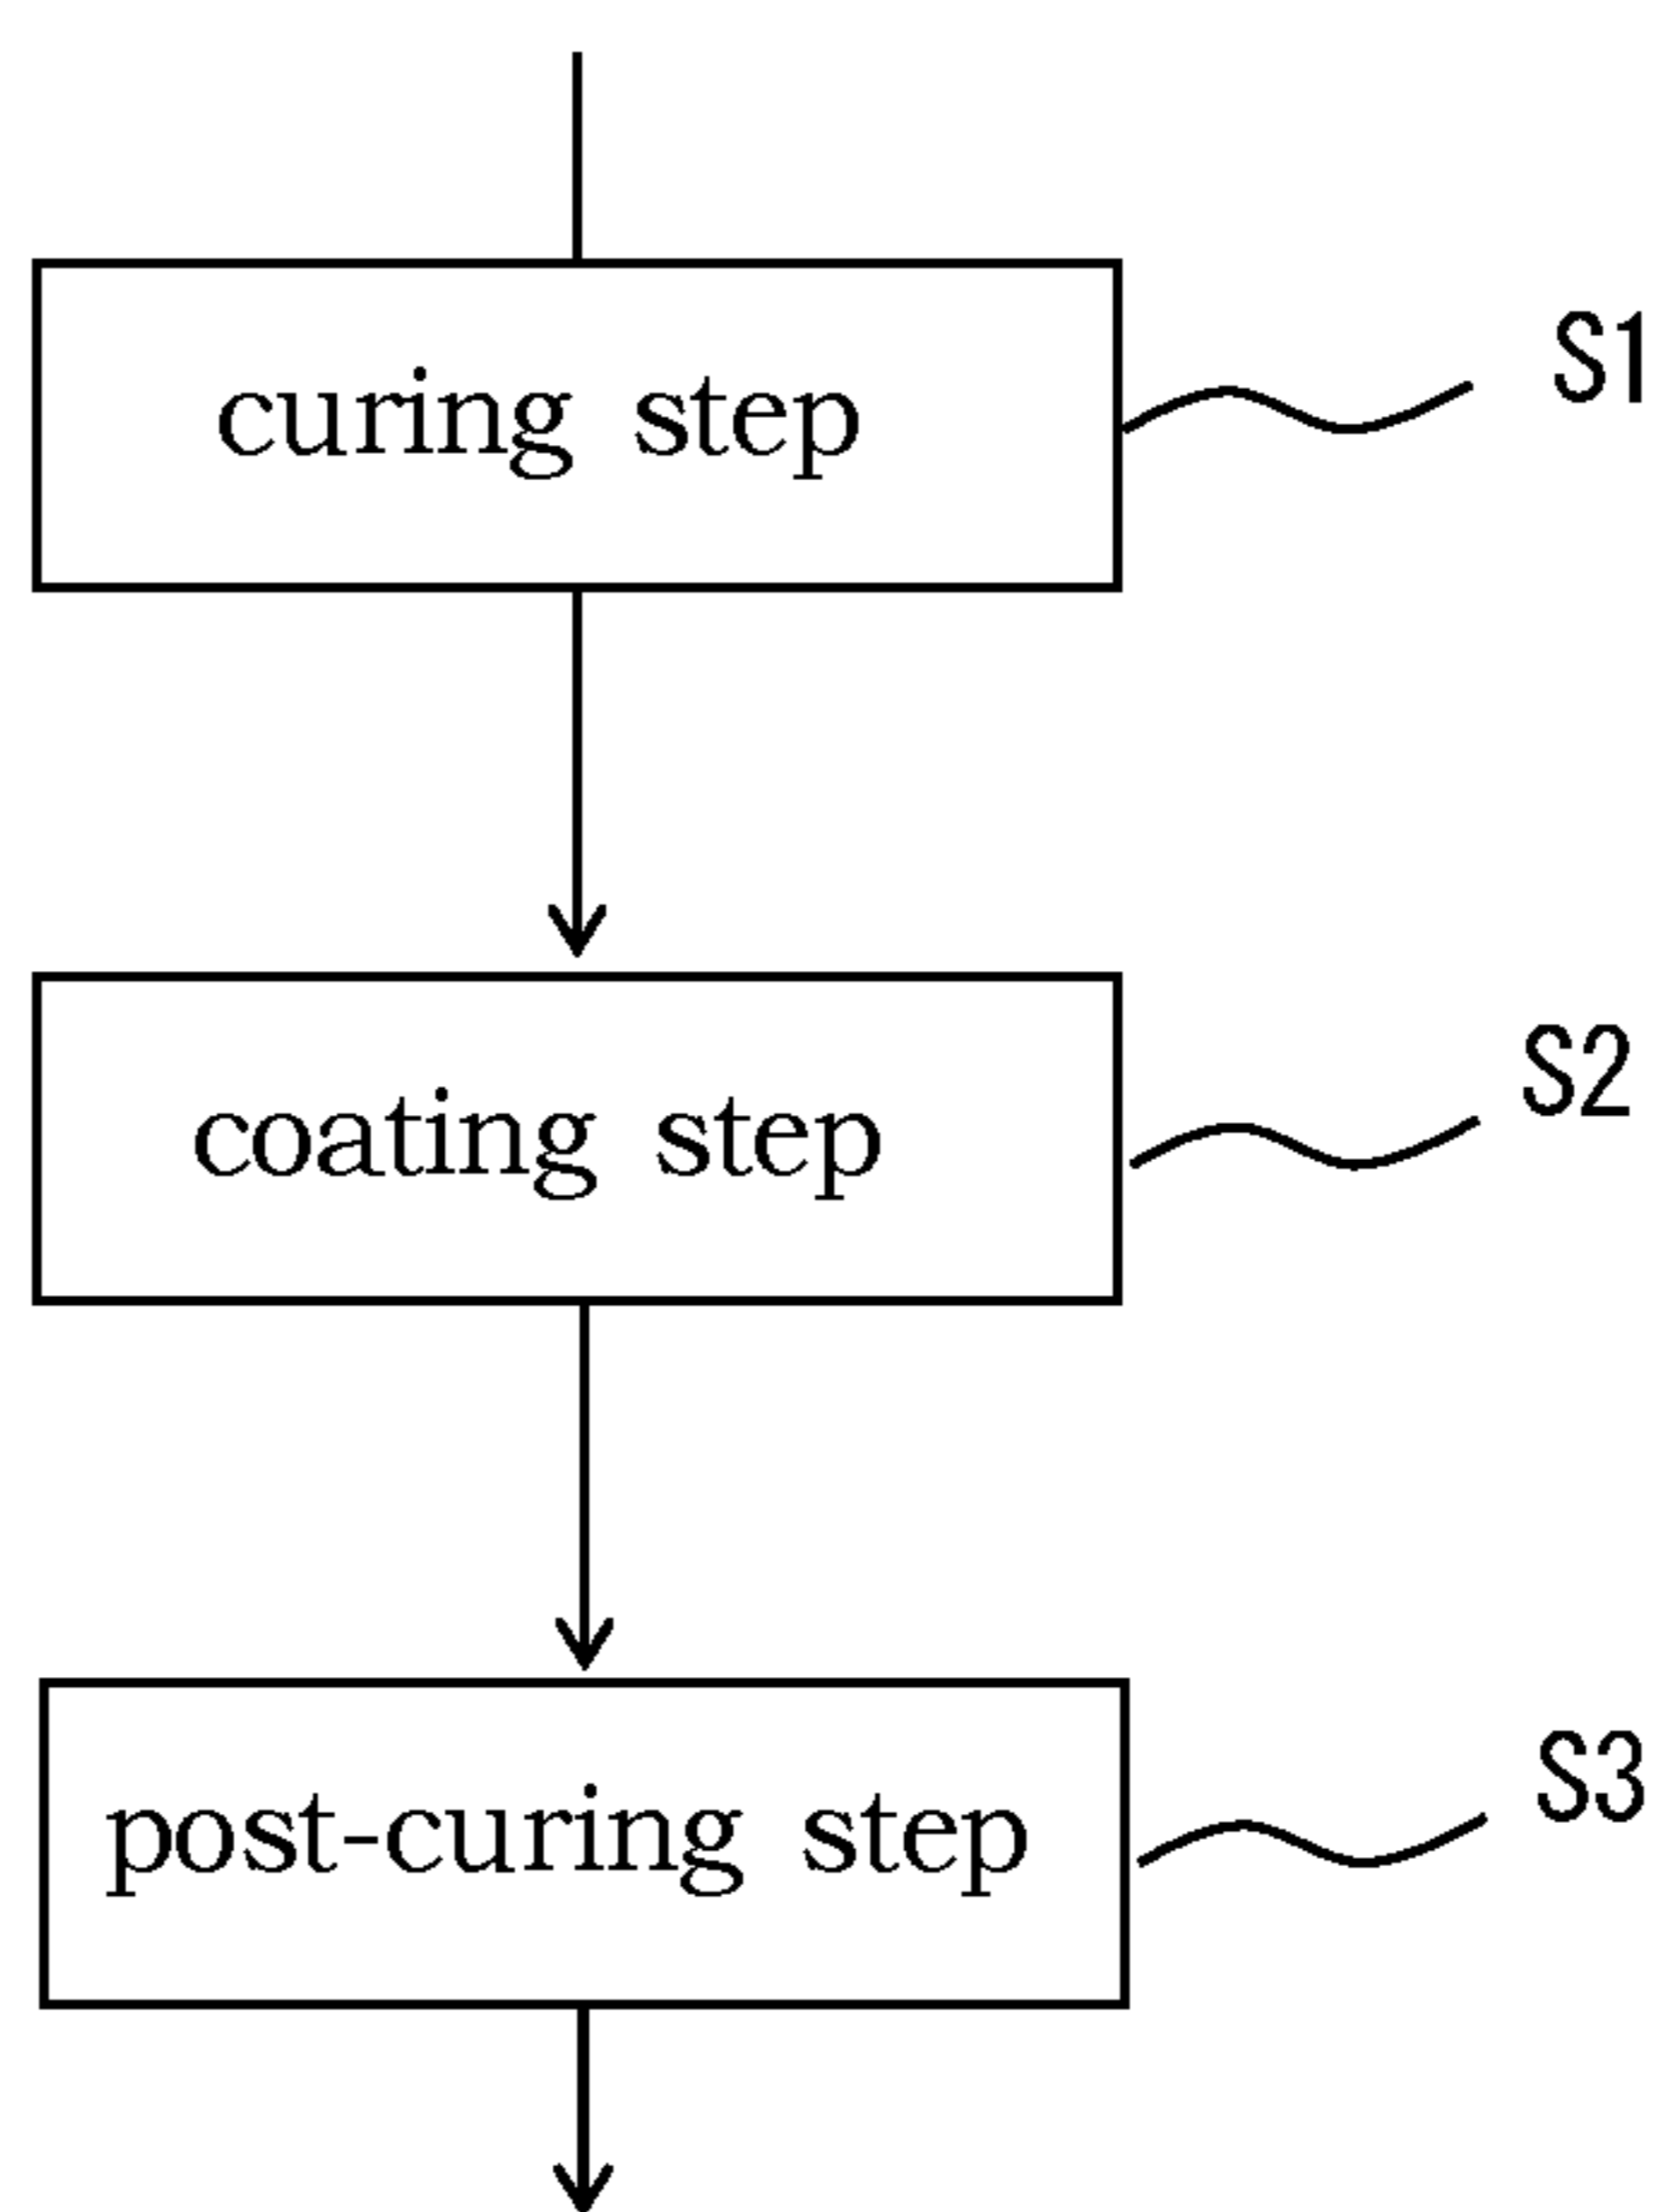 curing step
S1
coating step
S2
post-curing step
S3